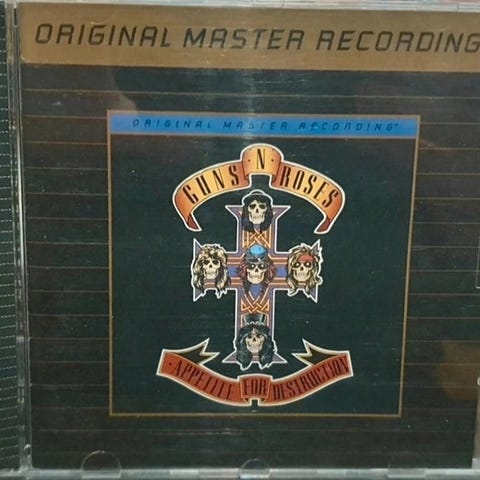 ORIGINAL MASTER RECORDING
ORIGINAL MASTER RECORDING
GUNS · N · ROSES
· APPETITE FOR DESTRUCTION ·